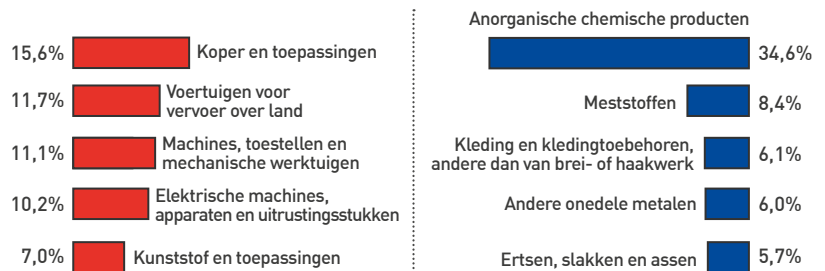 15,6% Koper en toepassingen
11,7% Voertuigen voor
vervoer over land
11,1% Machines, toestellen en
mechanische werktuigen
10,2% Elektrische machines,
apparaten en uitrustingsstukken
7,0% Kunststof en toepassingen
Anorganische chemische producten
34,6%
Meststoffen 8,4%
Kleding en kledingtoebehoren,
andere dan van brei- of haakwerk 6,1%
Andere onedele metalen 6,0%
Ertsen, slakken en assen 5,7%